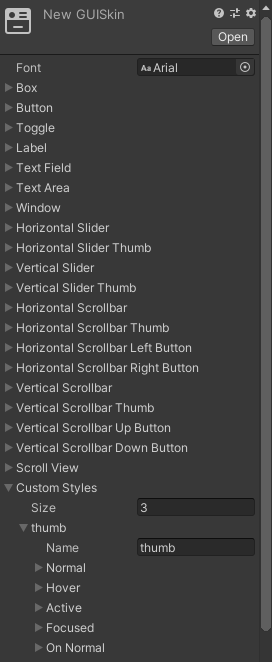 New GUISkin
Open
Font Aa Arial
Box
Button
Toggle
Label
Text Field
Text Area
Window
Horizontal Slider
Horizontal Slider Thumb
Vertical Slider
Vertical Slider Thumb
Horizontal Scrollbar
Horizontal Scrollbar Thumb
Horizontal Scrollbar Left Button
Horizontal Scrollbar Right Button
Vertical Scrollbar
Vertical Scrollbar Thumb
Vertical Scrollbar Up Button
Vertical Scrollbar Down Button
Scroll View
Custom Styles
Size 3
thumb
Name thumb
Normal
Hover
Active
Focused
On Normal